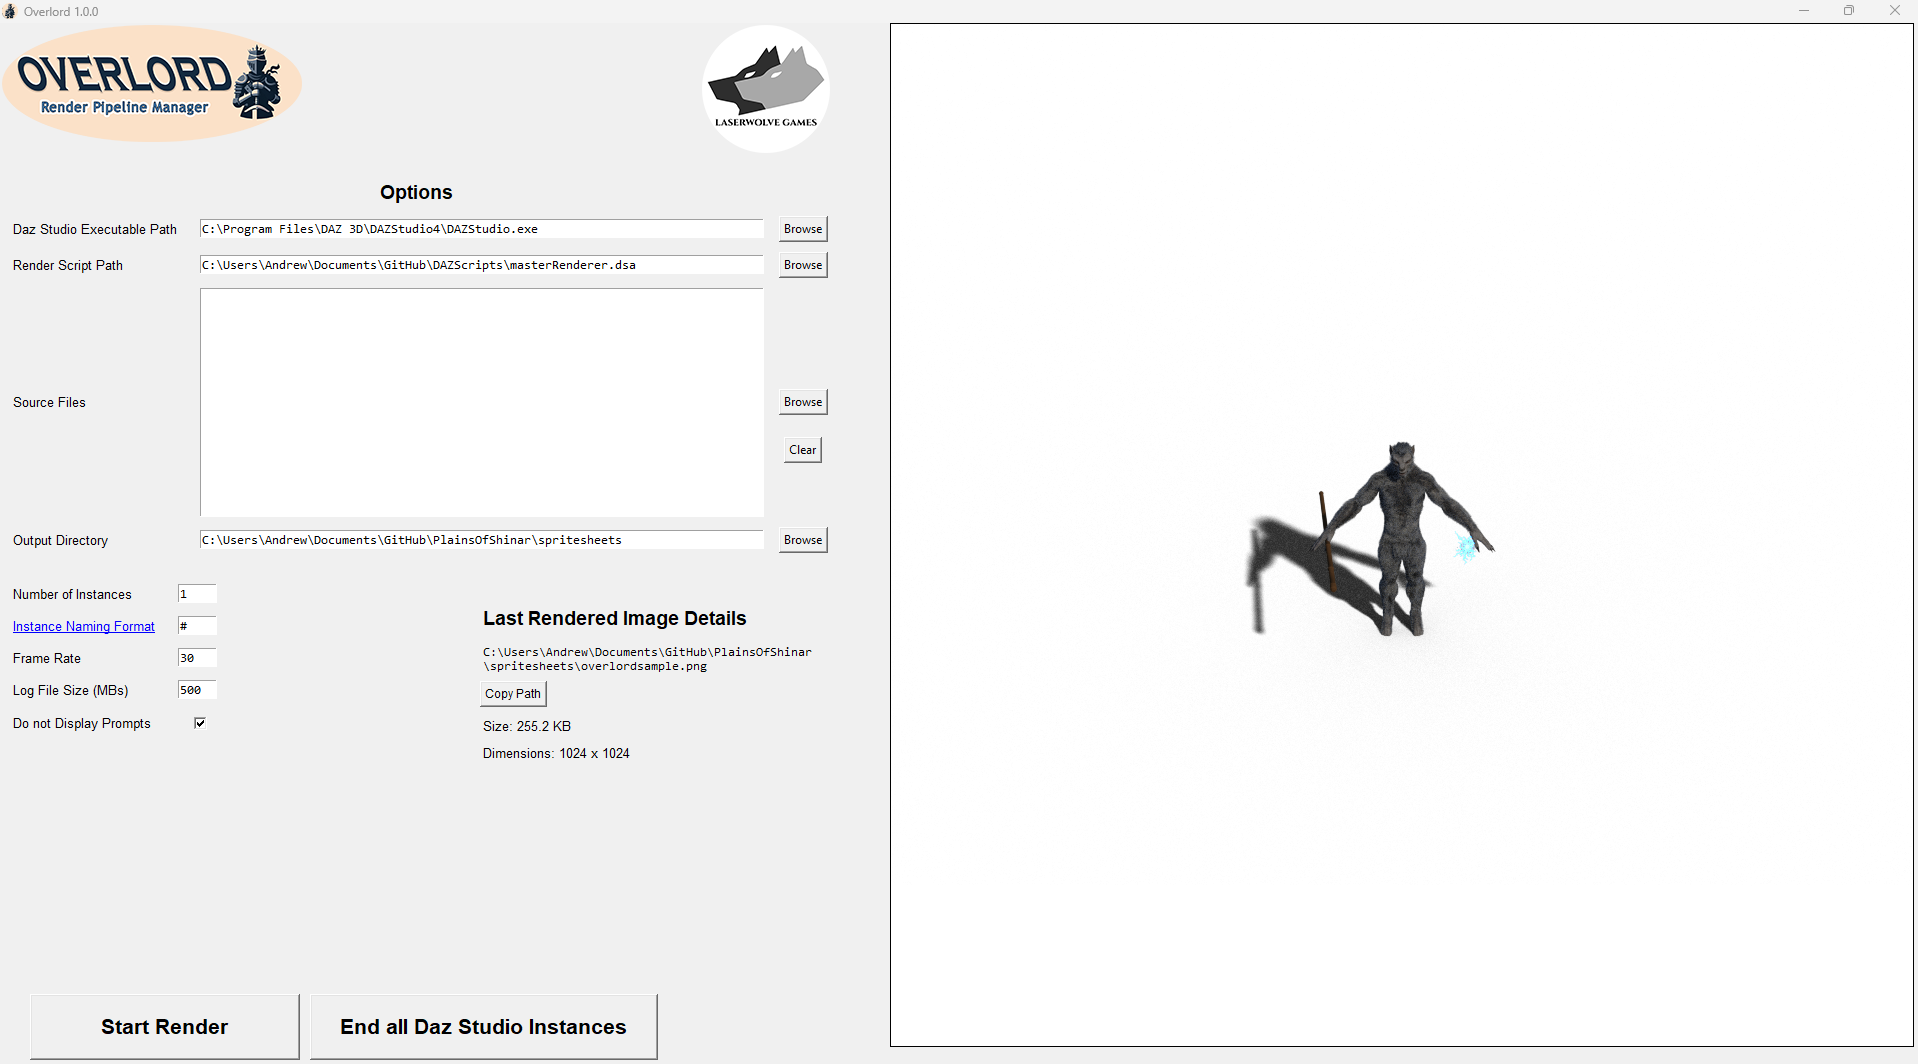 Overlord 1.0.0
OVERLORD
Render Pipeline Manager
LASERWOLVE GAMES
Options
Daz Studio Executable Path C:\Program Files\DAZ 3D\DAZStudio4\DAZStudio.exe Browse
Render Script Path C:\Users\Andrew\Documents\GitHub\DAZScripts\masterRenderer.dsa Browse
Source Files Browse
Clear
Output Directory C:\Users\Andrew\Documents\GitHub\PlainsOfShinar\spritesheets Browse
Number of Instances 1
Instance Naming Format #
Frame Rate 30
Log File Size (MBs) 500
Do not Display Prompts
Last Rendered Image Details
C:\Users\Andrew\Documents\GitHub\PlainsOfShinar
\spritesheets\overlordsample.png
Copy Path
Size: 255.2 KB
Dimensions: 1024 x 1024
Start Render End all Daz Studio Instances